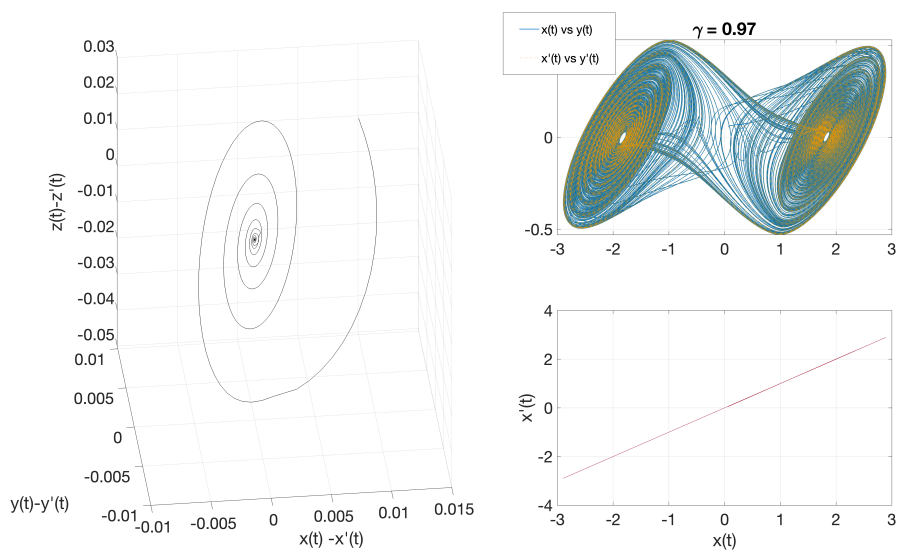 0.03
0.02
0.01
0
-0.01
-0.02
-0.03
-0.04
-0.05
z(t)-z'(t)
0.01
0.005
0
-0.005
-0.01
y(t)-y'(t)
-0.01
-0.005
0
0.005
0.01
0.015
x(t) -x'(t)
x(t) vs y(t)
x'(t) vs y'(t)
γ = 0.97
0
-0.5
-3 -2 -1 0 1 2 3
4
2
0
-2
-4
x'(t)
-3 -2 -1 0 1 2 3
x(t)